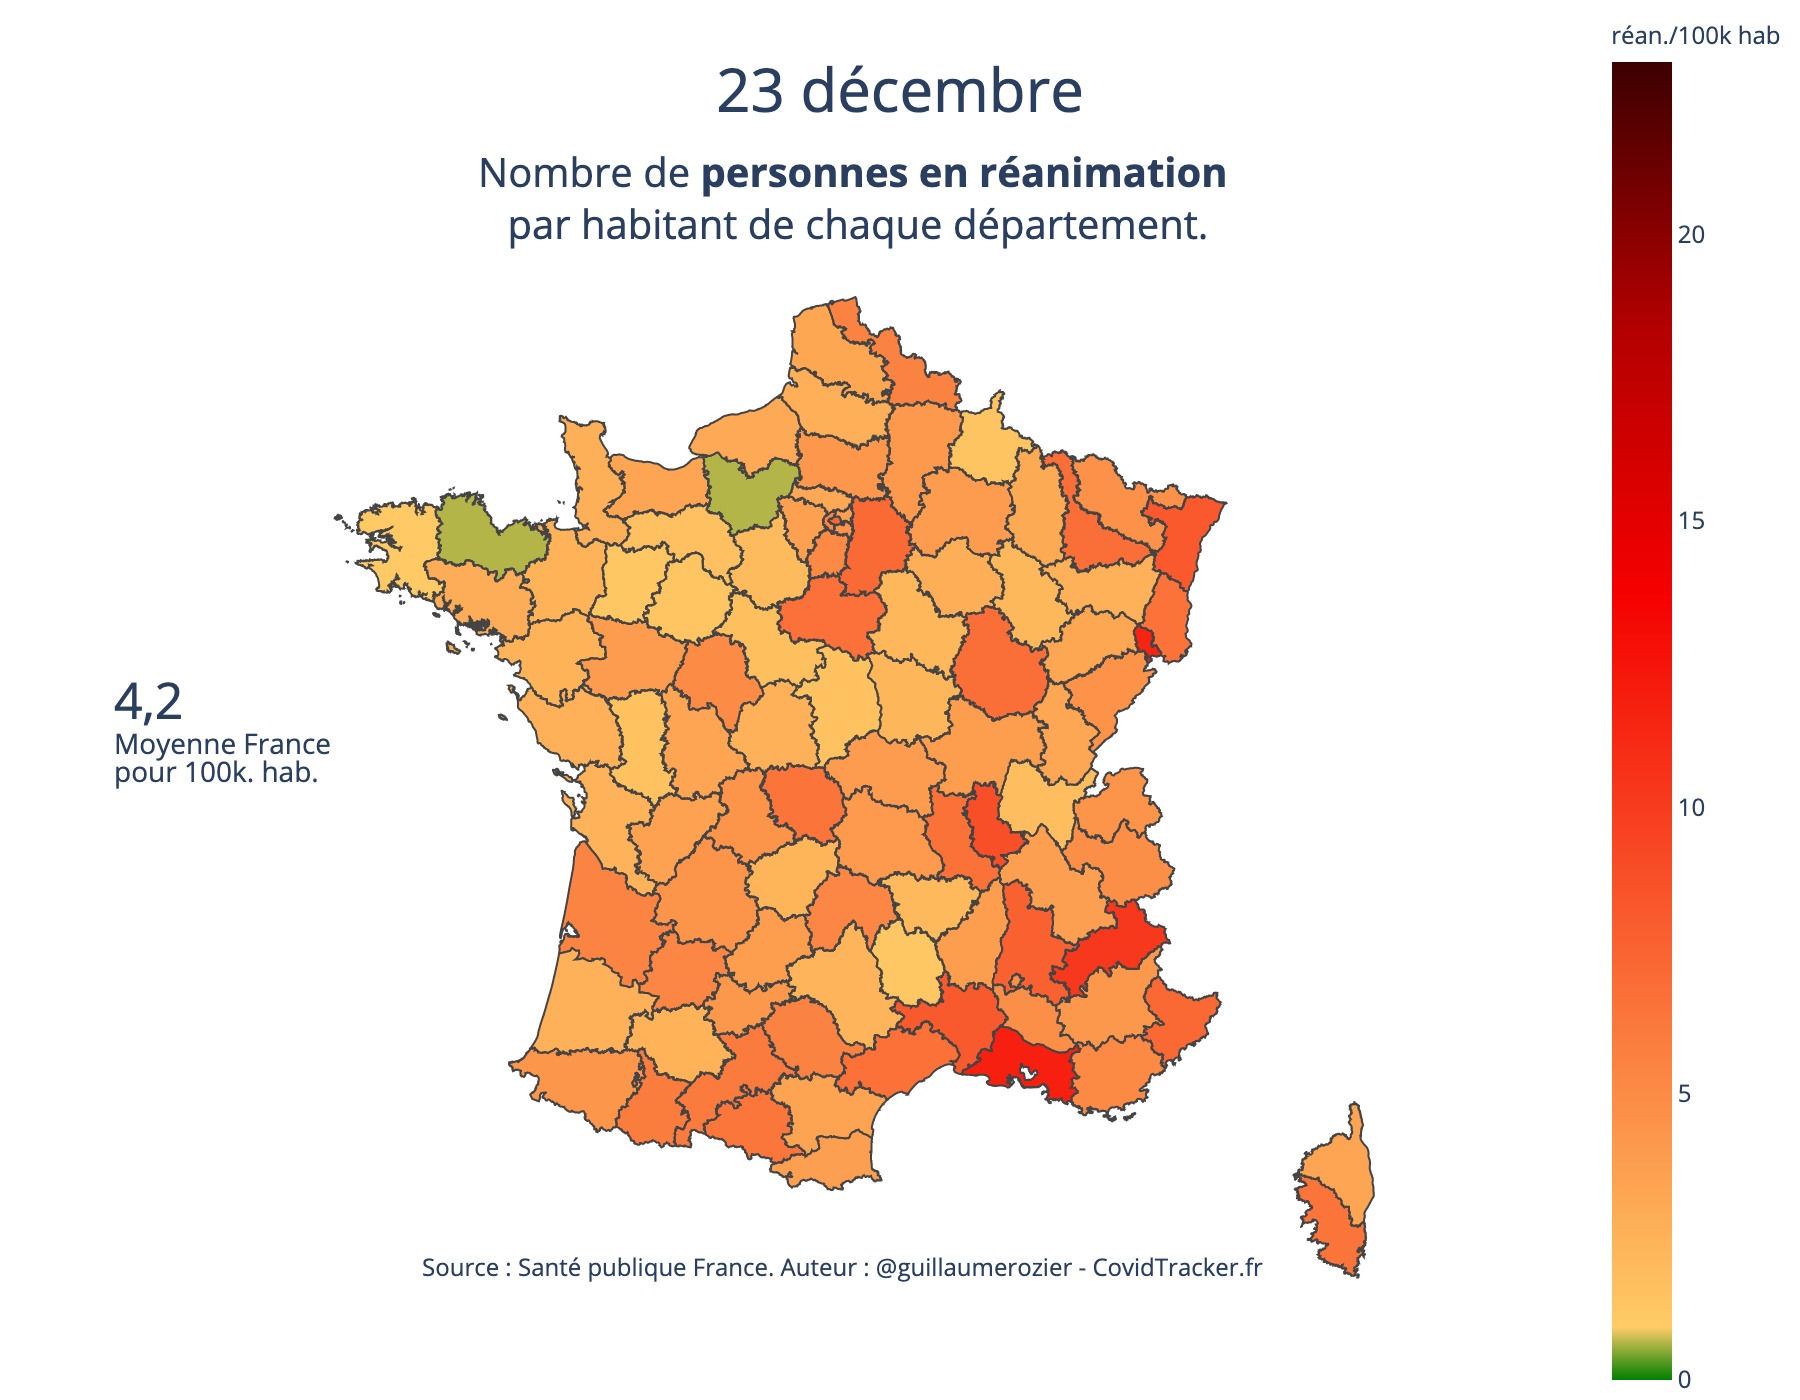 réan./100k hab
23 décembre
Nombre de personnes en réanimation
par habitant de chaque département.
20
15
4,2
Moyenne France
pour 100k. hab.
10
5
Source : Santé publique France. Auteur : @guillaumerozier - CovidTracker.fr
0